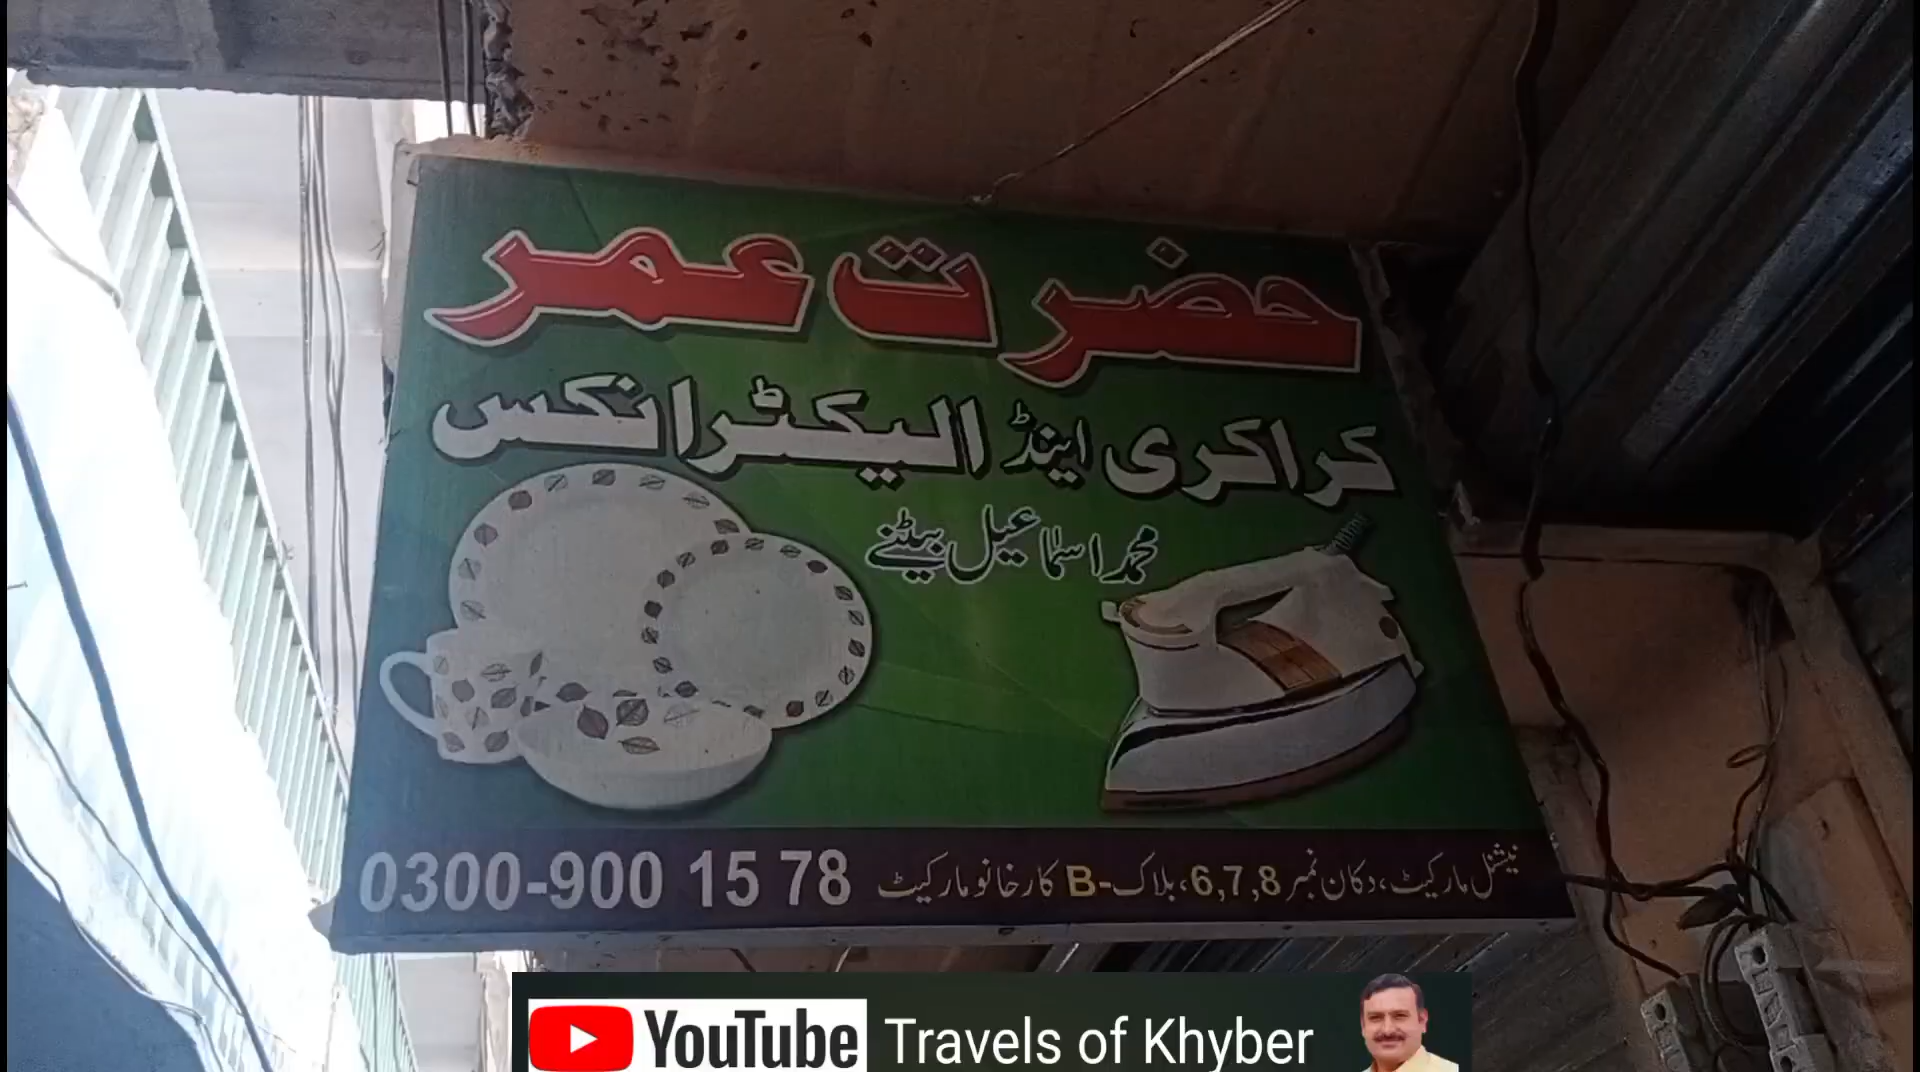 حضرت عمر
کراکری اینڈ الیکٹرانکس
محمد اسماعیل بیٹنے
نیشنل مارکیٹ، دکان نمبر 6,7,8، بلاک-B کارخانو مارکیٹ
0300-900 15 78
YouTube Travels of Khyber